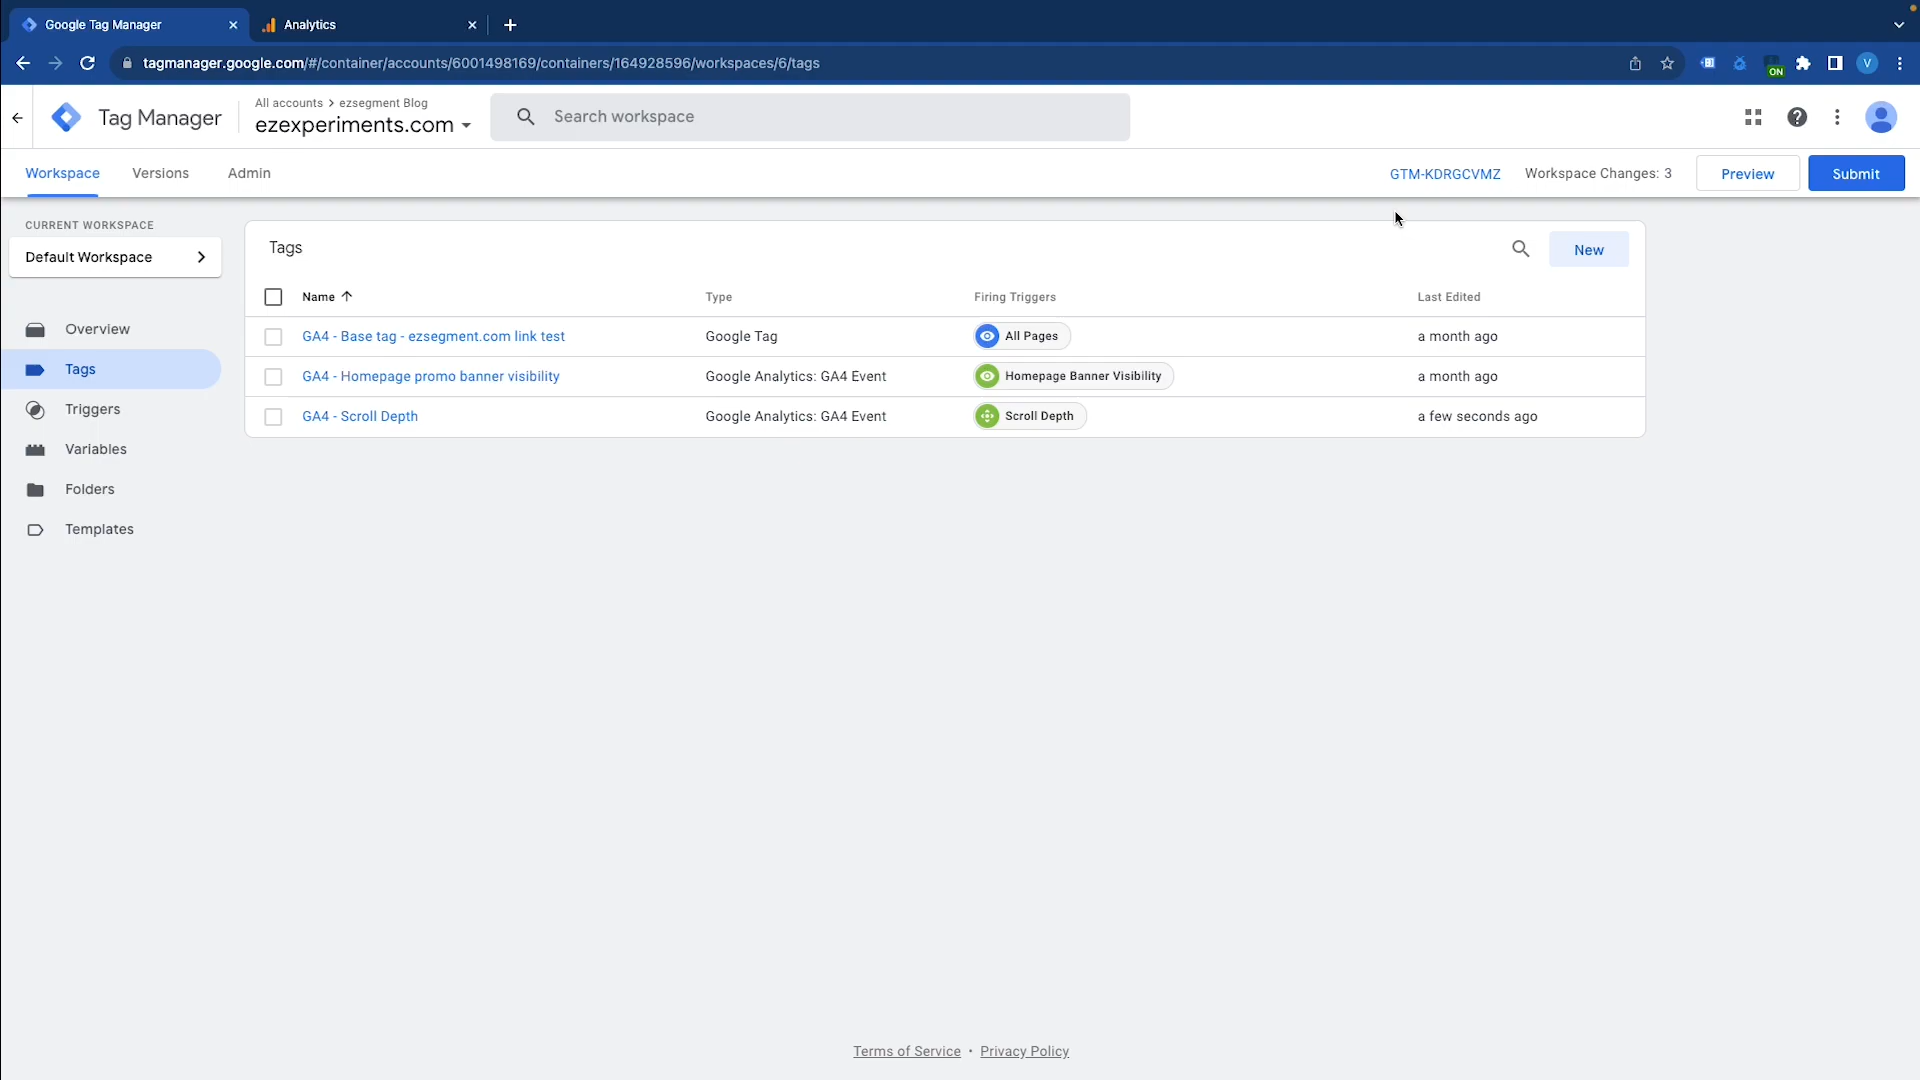 Google Tag Manager
Analytics
tagmanager.google.com/#/container/accounts/6001498169/containers/164928596/workspaces/6/tags
ON
V
Tag Manager
All accounts > ezsegment Blog
ezexperiments.com
Search workspace
Workspace
Versions
Admin
GTM-KDRGCVMZ
Workspace Changes: 3
Preview
Submit
CURRENT WORKSPACE
Default Workspace
Overview
Tags
Triggers
Variables
Folders
Templates
Tags
New
Name Type Firing Triggers Last Edited
GA4 - Base tag - ezsegment.com link test Google Tag All Pages a month ago
GA4 - Homepage promo banner visibility Google Analytics: GA4 Event Homepage Banner Visibility a month ago
GA4 - Scroll Depth Google Analytics: GA4 Event Scroll Depth a few seconds ago
Terms of Service • Privacy Policy